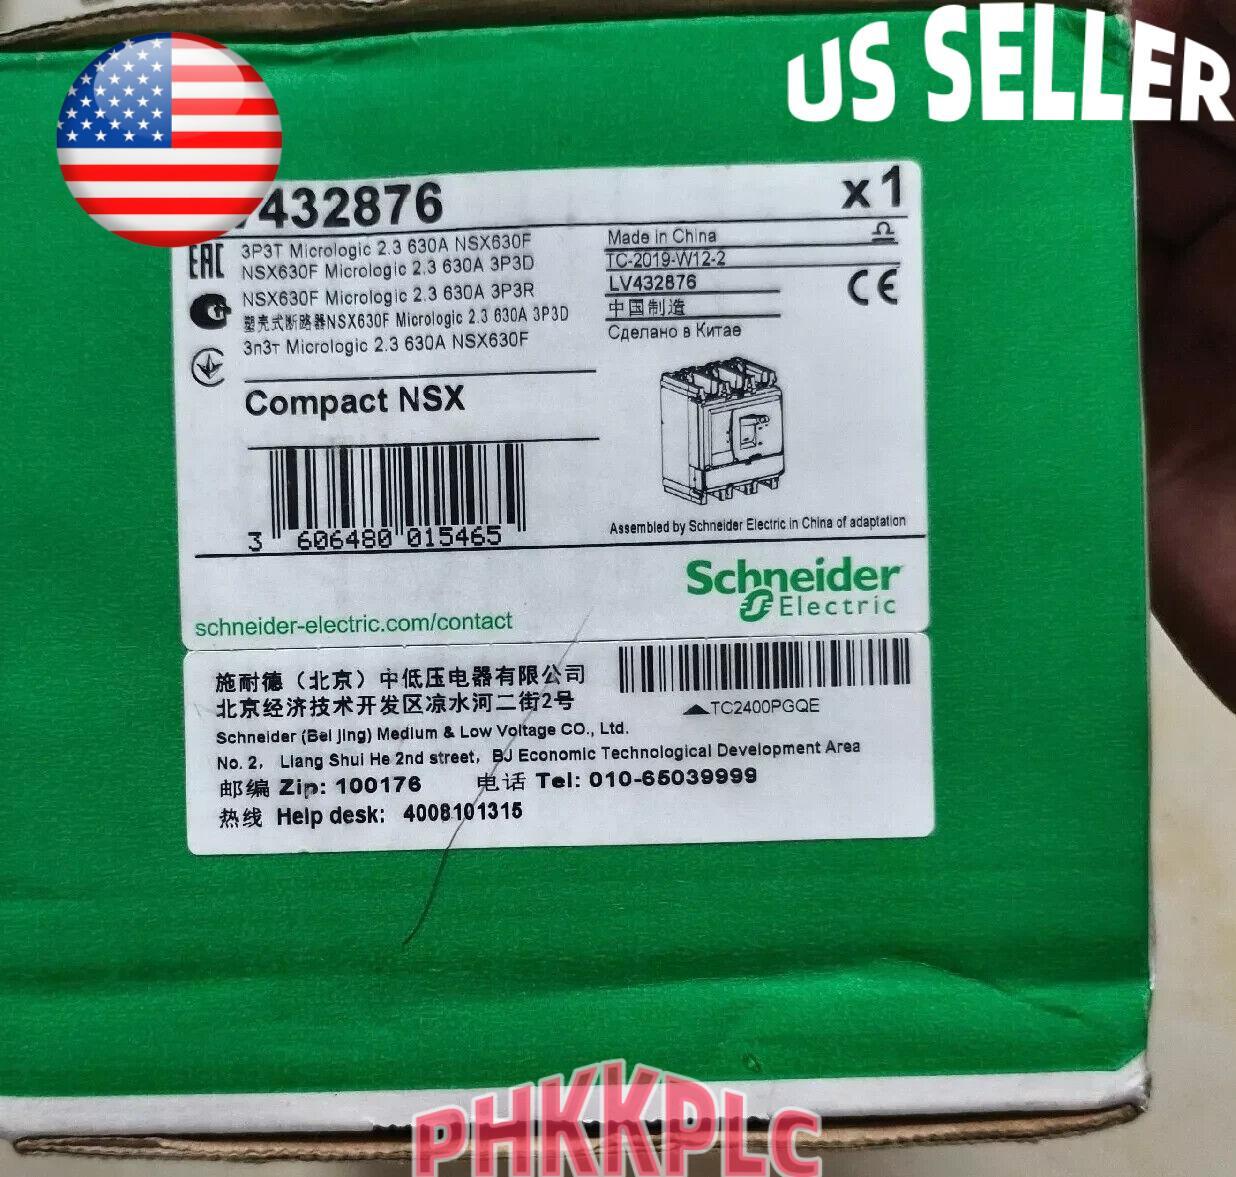 US SELLER
V432876
x1
3P3T Micrologic 2.3 630A NSX630F
NSX630F Micrologic 2.3 630A 3P3D
NSX630F Micrologic 2.3 630A 3P3R
塑壳式断路器NSX630F Micrologic 2.3 630A 3P3D
3п3т Micrologic 2.3 630A NSX630F
EAC
Made in China
TC-2019-W12-2
LV432876
中国制造
Сделано в Китае
CE
Compact NSX
3 606480 015465
Assembled by Schneider Electric in China of adaptation
schneider-electric.com/contact
Schneider
Electric
施耐德（北京）中低压电器有限公司
北京经济技术开发区凉水河二街2号
TC2400PGQE
Schneider (Beijing) Medium & Low Voltage CO., Ltd.
No. 2, Liang Shui He 2nd street, BJ Economic Technological Development Area
邮编 Zip: 100176 电话 Tel: 010-65039999
热线 Help desk: 4008101315
PHKKPLC